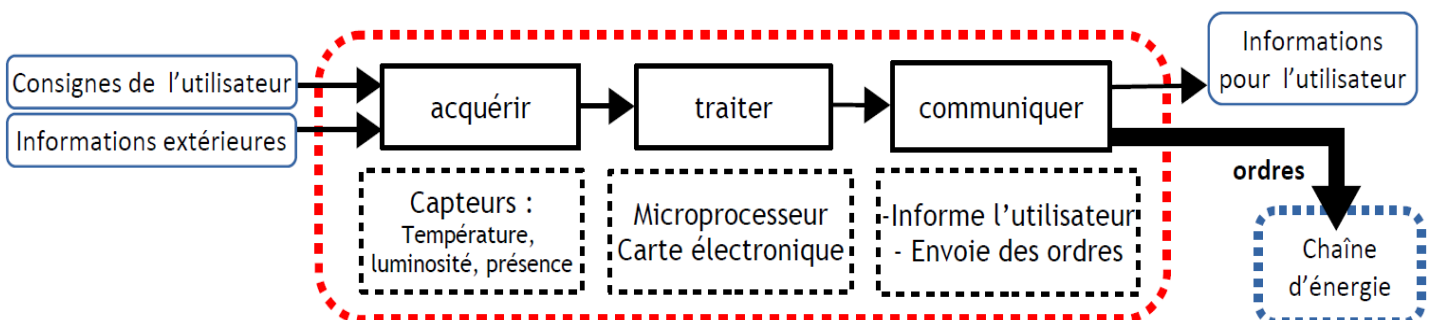 Consignes de l'utilisateur
Informations extérieures
acquérir
traiter
communiquer
Informations
pour l'utilisateur
ordres
Capteurs :
Température,
luminosité, présence
Microprocesseur
Carte électronique
-Informe l'utilisateur
- Envoie des ordres
Chaîne
d'énergie